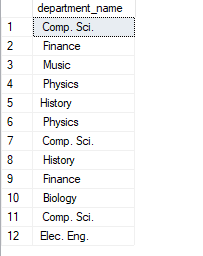 department_name
1 Comp. Sci.
2 Finance
3 Music
4 Physics
5 History
6 Physics
7 Comp. Sci.
8 History
9 Finance
10 Biology
11 Comp. Sci.
12 Elec. Eng.